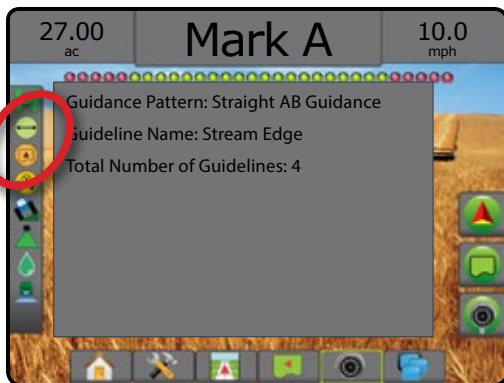 27.00
ac
Mark A
10.0
mph
Guidance Pattern: Straight AB Guidance
Guideline Name: Stream Edge
Total Number of Guidelines: 4